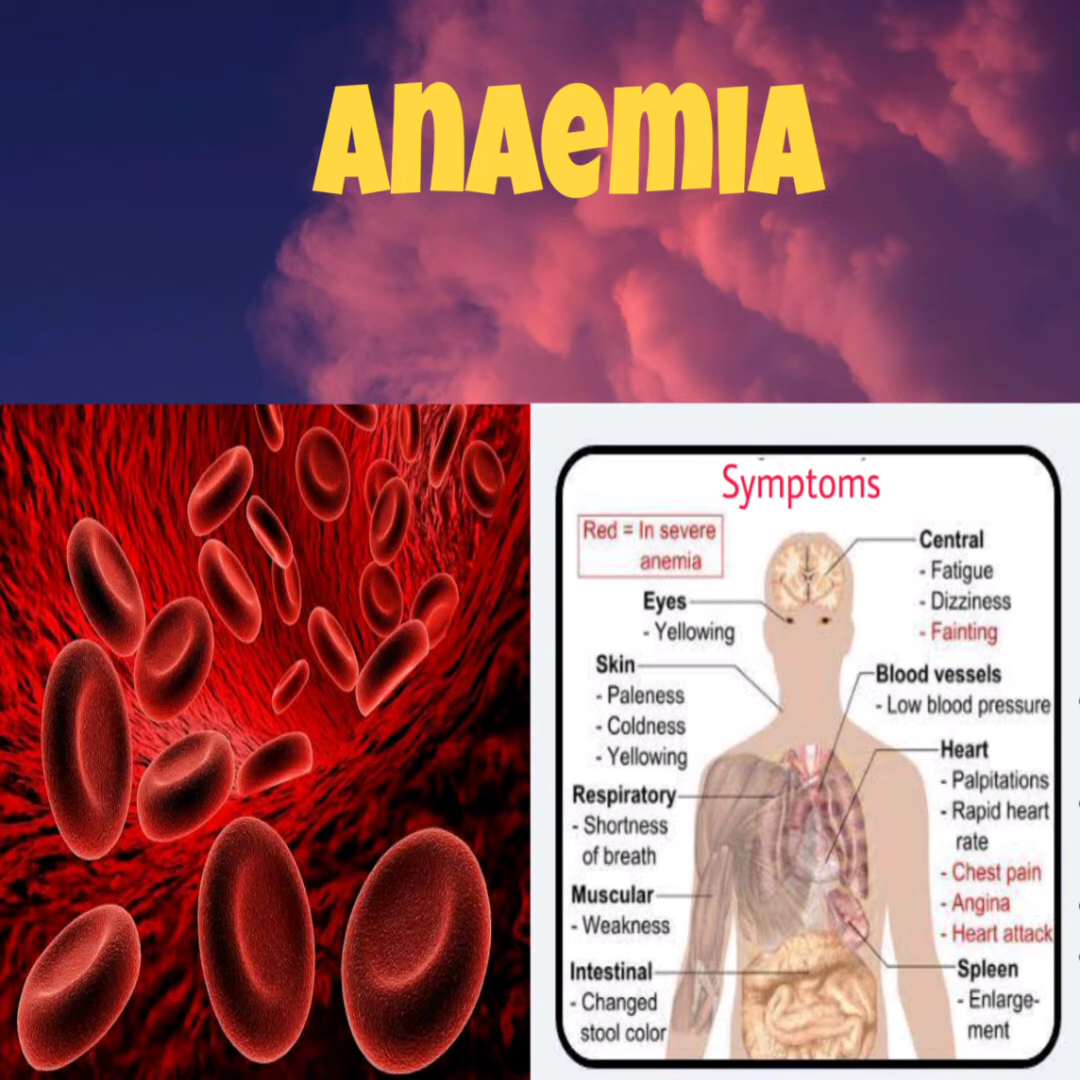 ANAEMIA
Symptoms
Red = In severe
anemia
Central
- Fatigue
- Dizziness
- Fainting
Eyes
- Yellowing
Skin
- Paleness
- Coldness
- Yellowing
Blood vessels
- Low blood pressure
Heart
- Palpitations
- Rapid heart
rate
- Chest pain
- Angina
- Heart attack
Respiratory
- Shortness
of breath
Muscular
- Weakness
Intestinal
- Changed
stool color
Spleen
- Enlarge-
ment